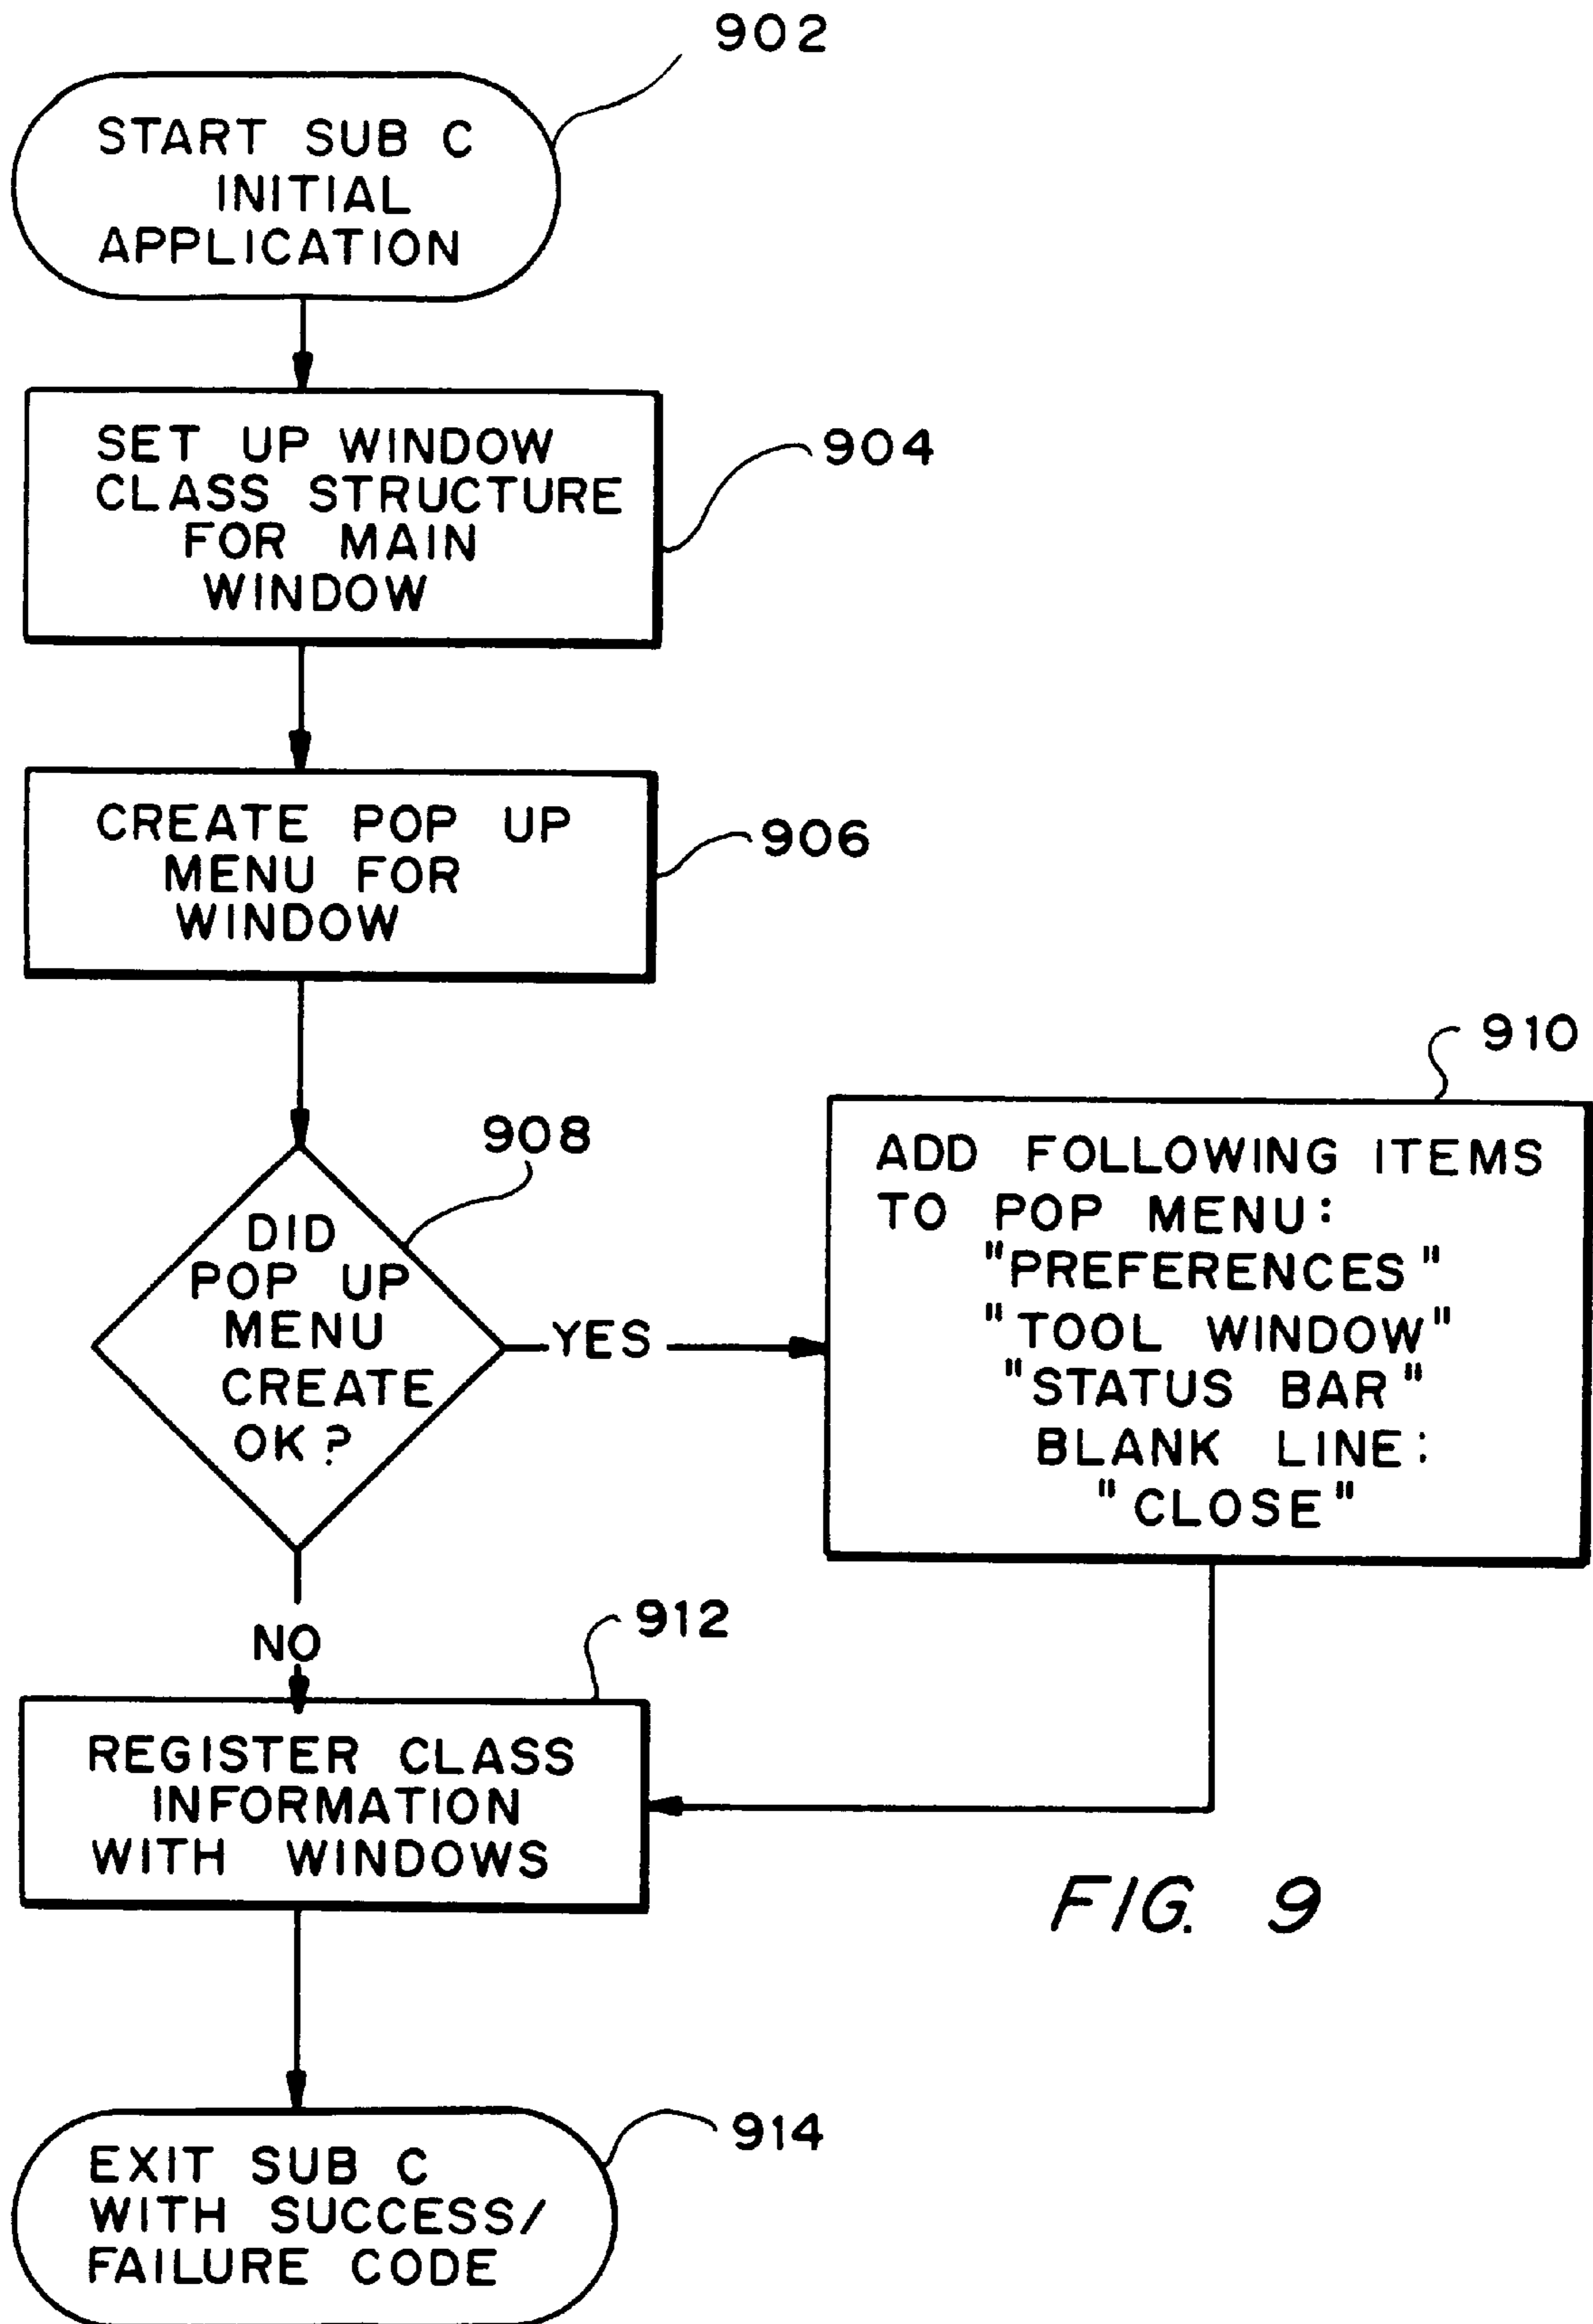 902
START SUB C
INITIAL
APPLICATION
SET UP WINDOW
CLASS STRUCTURE
FOR MAIN
WINDOW
904
CREATE POP UP
MENU FOR
WINDOW
906
908
DID
POP UP
MENU
CREATE
OK?
YES
910
ADD FOLLOWING ITEMS
TO POP MENU:
"PREFERENCES"
"TOOL WINDOW"
"STATUS BAR"
BLANK LINE:
"CLOSE"
NO
912
REGISTER CLASS
INFORMATION
WITH WINDOWS
FIG. 9
914
EXIT SUB C
WITH SUCCESS/
FAILURE CODE